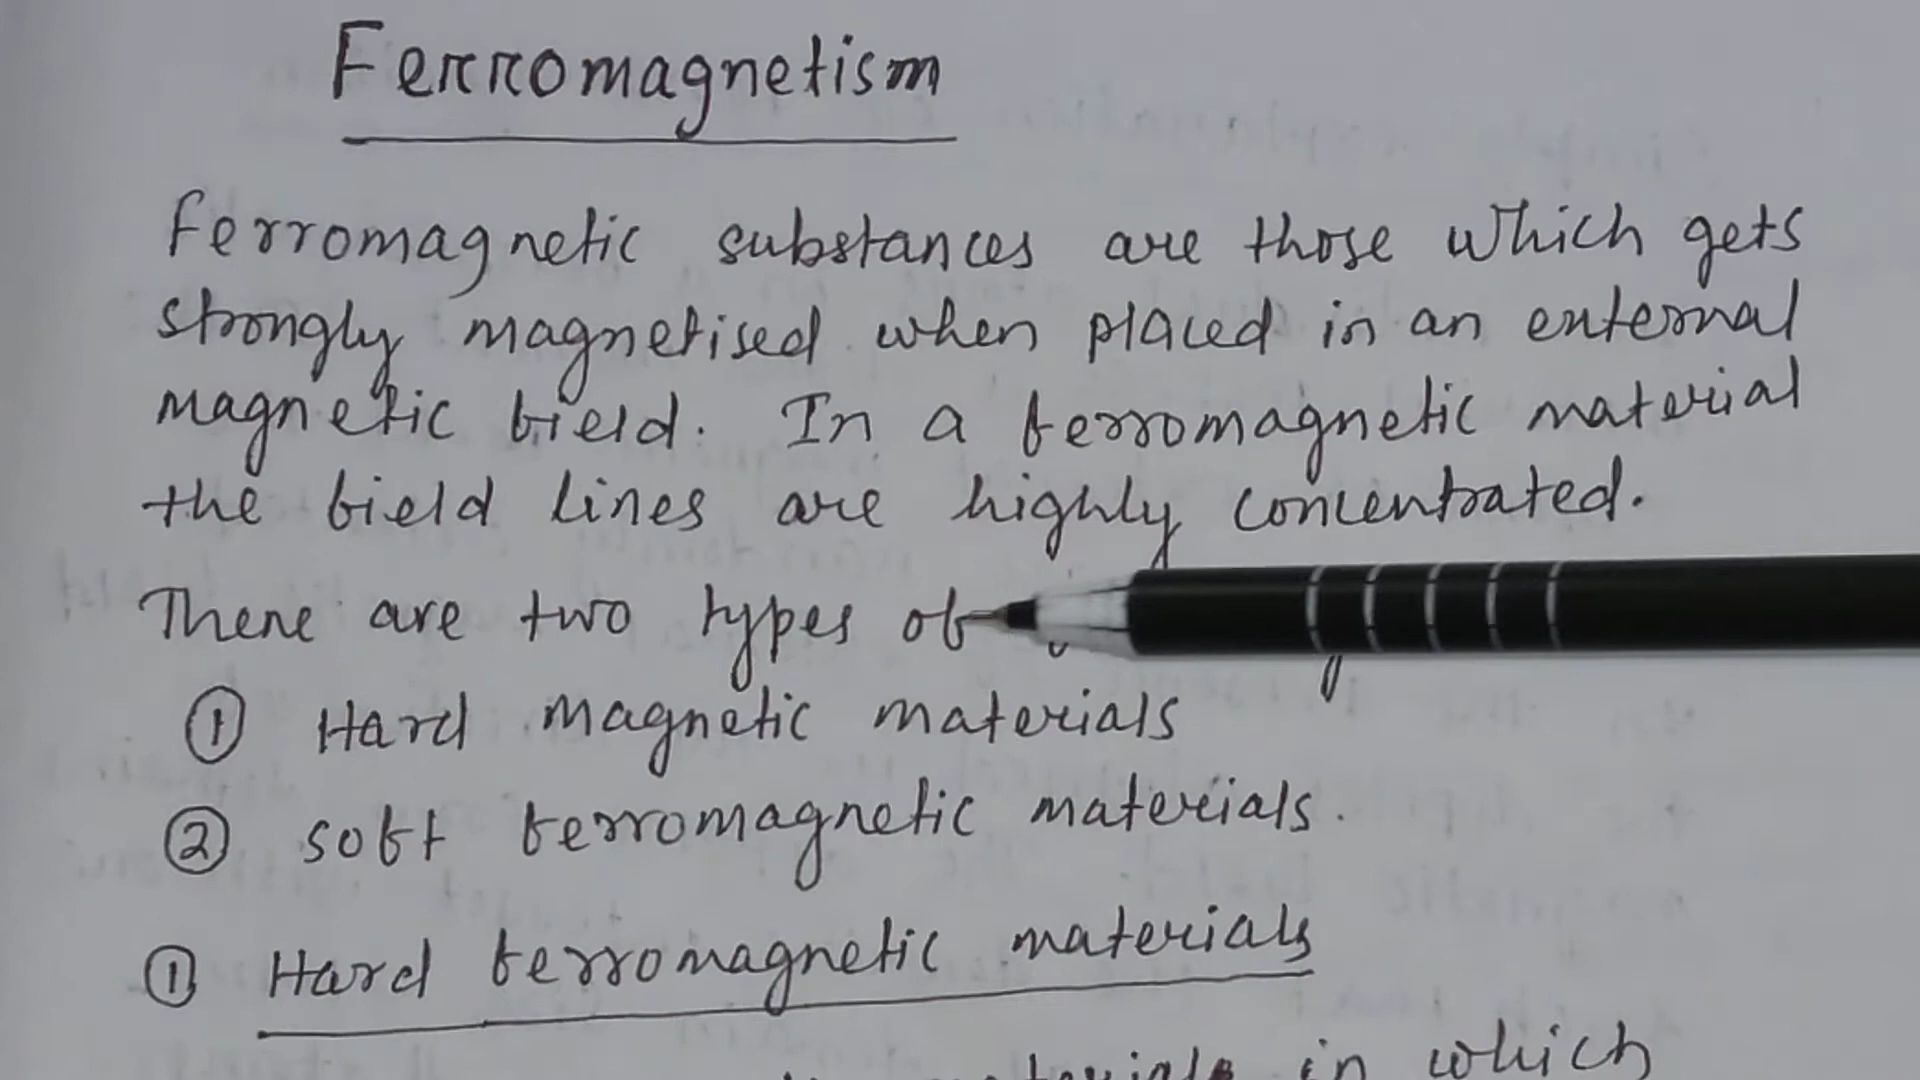 Ferromagnetism
Ferromagnetic substances are those which gets
strongly magnetised when placed in an external
magnetic field. In a ferromagnetic material
the field lines are highly concentrated.
There are two types of
① Hard magnetic materials
② soft ferromagnetic materials.
① Hard ferromagnetic materials
in which